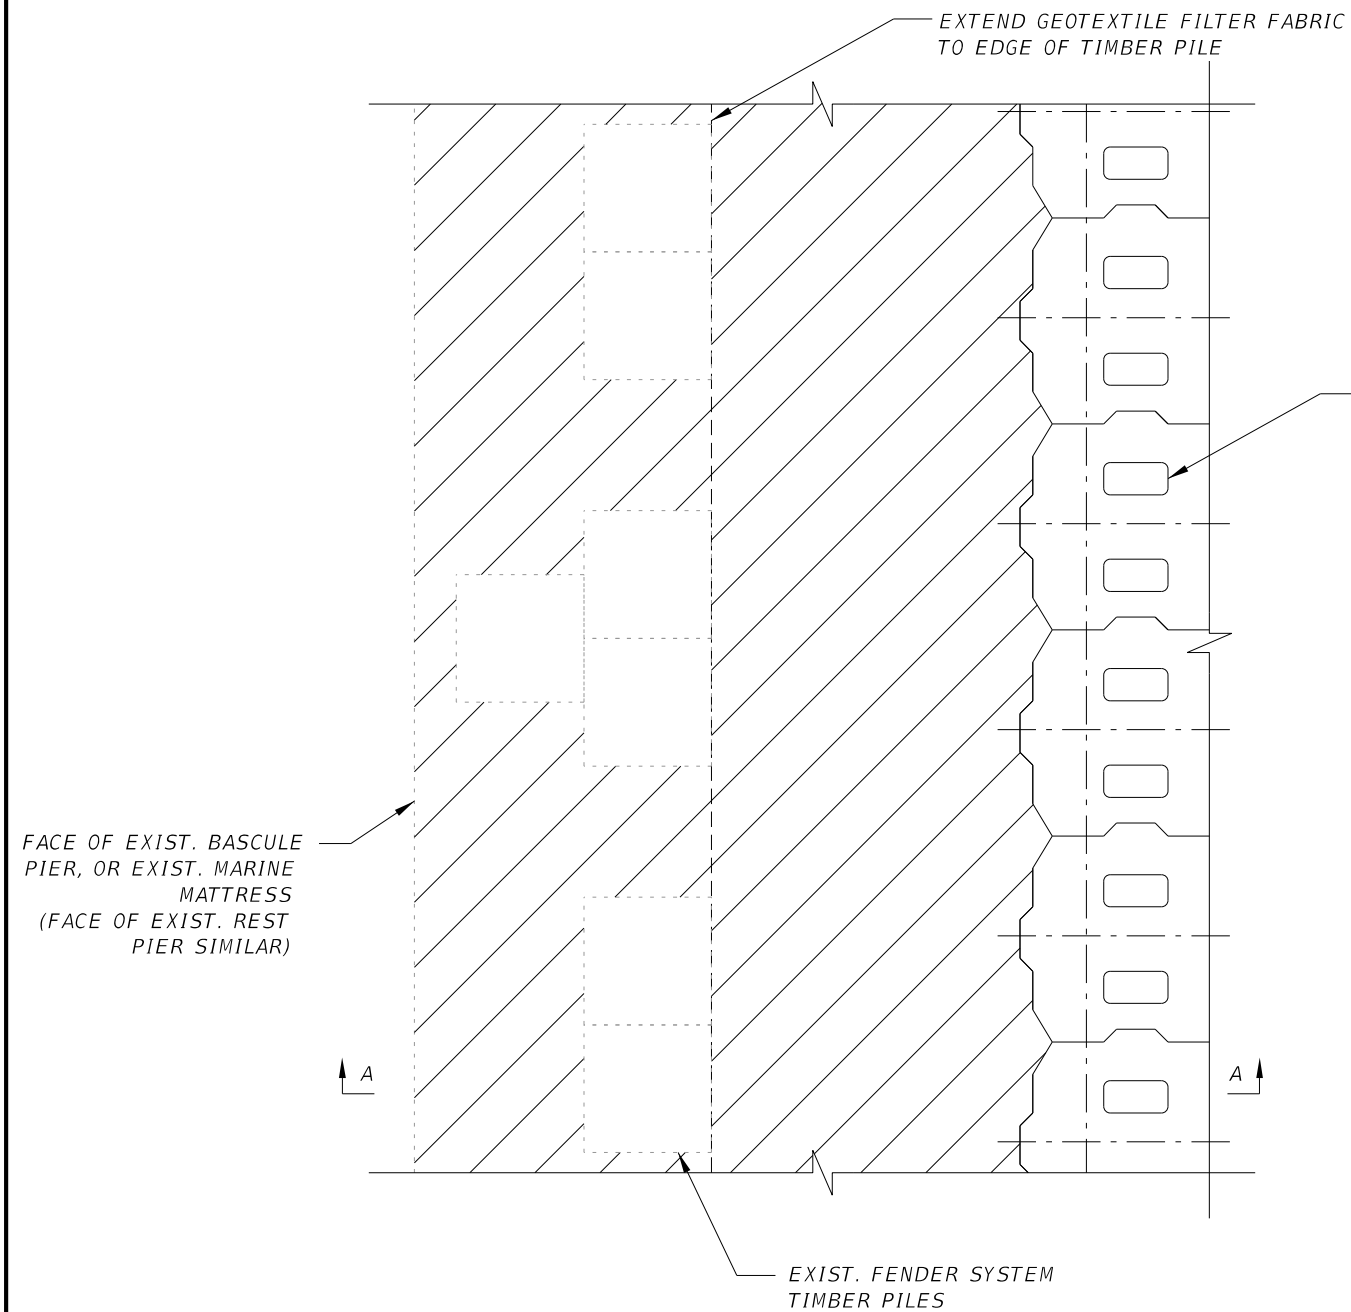 EXTEND GEOTEXTILE FILTER FABRIC
TO EDGE OF TIMBER PILE
FACE OF EXIST. BASCULE
PIER, OR EXIST. MARINE
MATTRESS
(FACE OF EXIST. REST
PIER SIMILAR)
A
A
EXIST. FENDER SYSTEM
TIMBER PILES